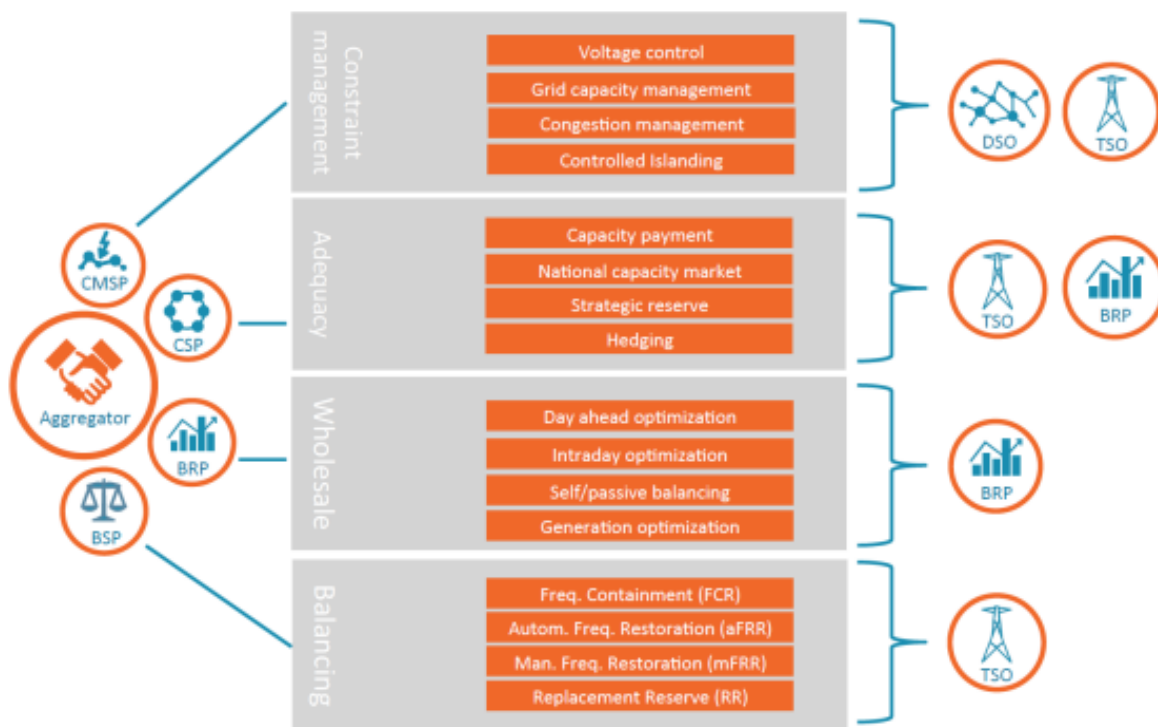 Constraint
management
Voltage control
Grid capacity management
Congestion management
Controlled Islanding
DSO
TSO
CMSP
Adequacy
Capacity payment
National capacity market
Strategic reserve
Hedging
TSO
BRP
CSP
Aggregator
BRP
Wholesale
Day ahead optimization
Intraday optimization
Self/passive balancing
Generation optimization
BRP
BSP
Balancing
Freq. Containment (FCR)
Autom. Freq. Restoration (aFRR)
Man. Freq. Restoration (mFRR)
Replacement Reserve (RR)
TSO